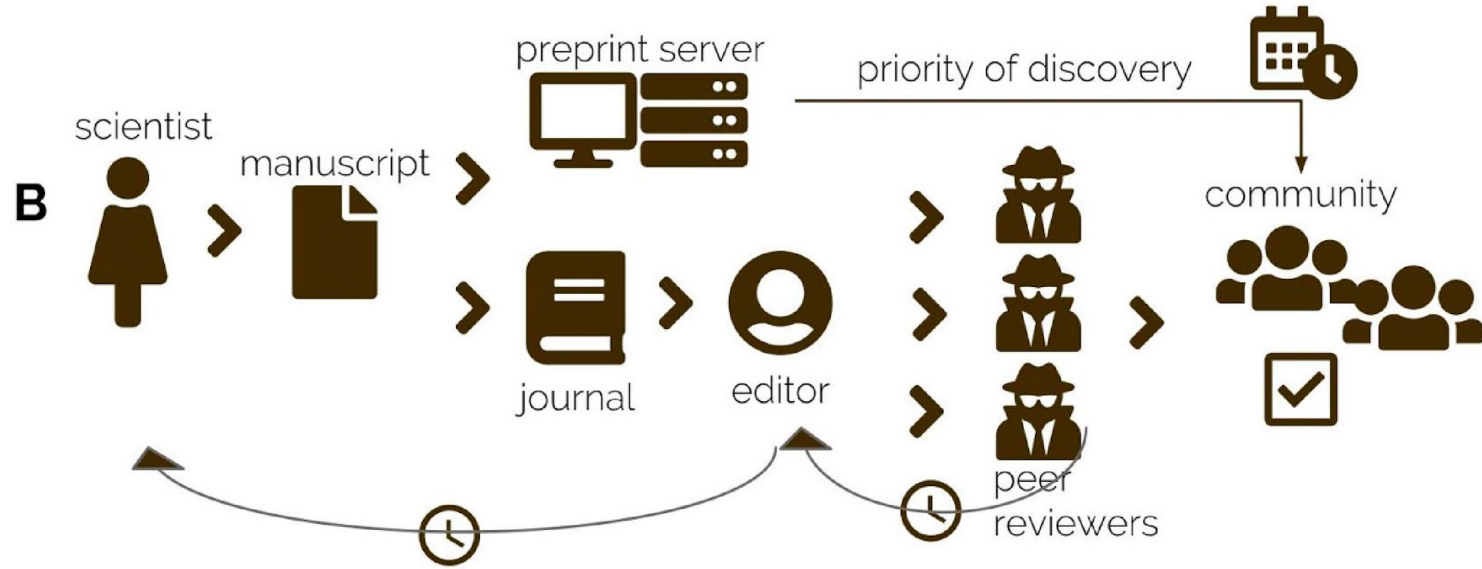 preprint server
priority of discovery
scientist
manuscript
B
community
journal
editor
peer
reviewers